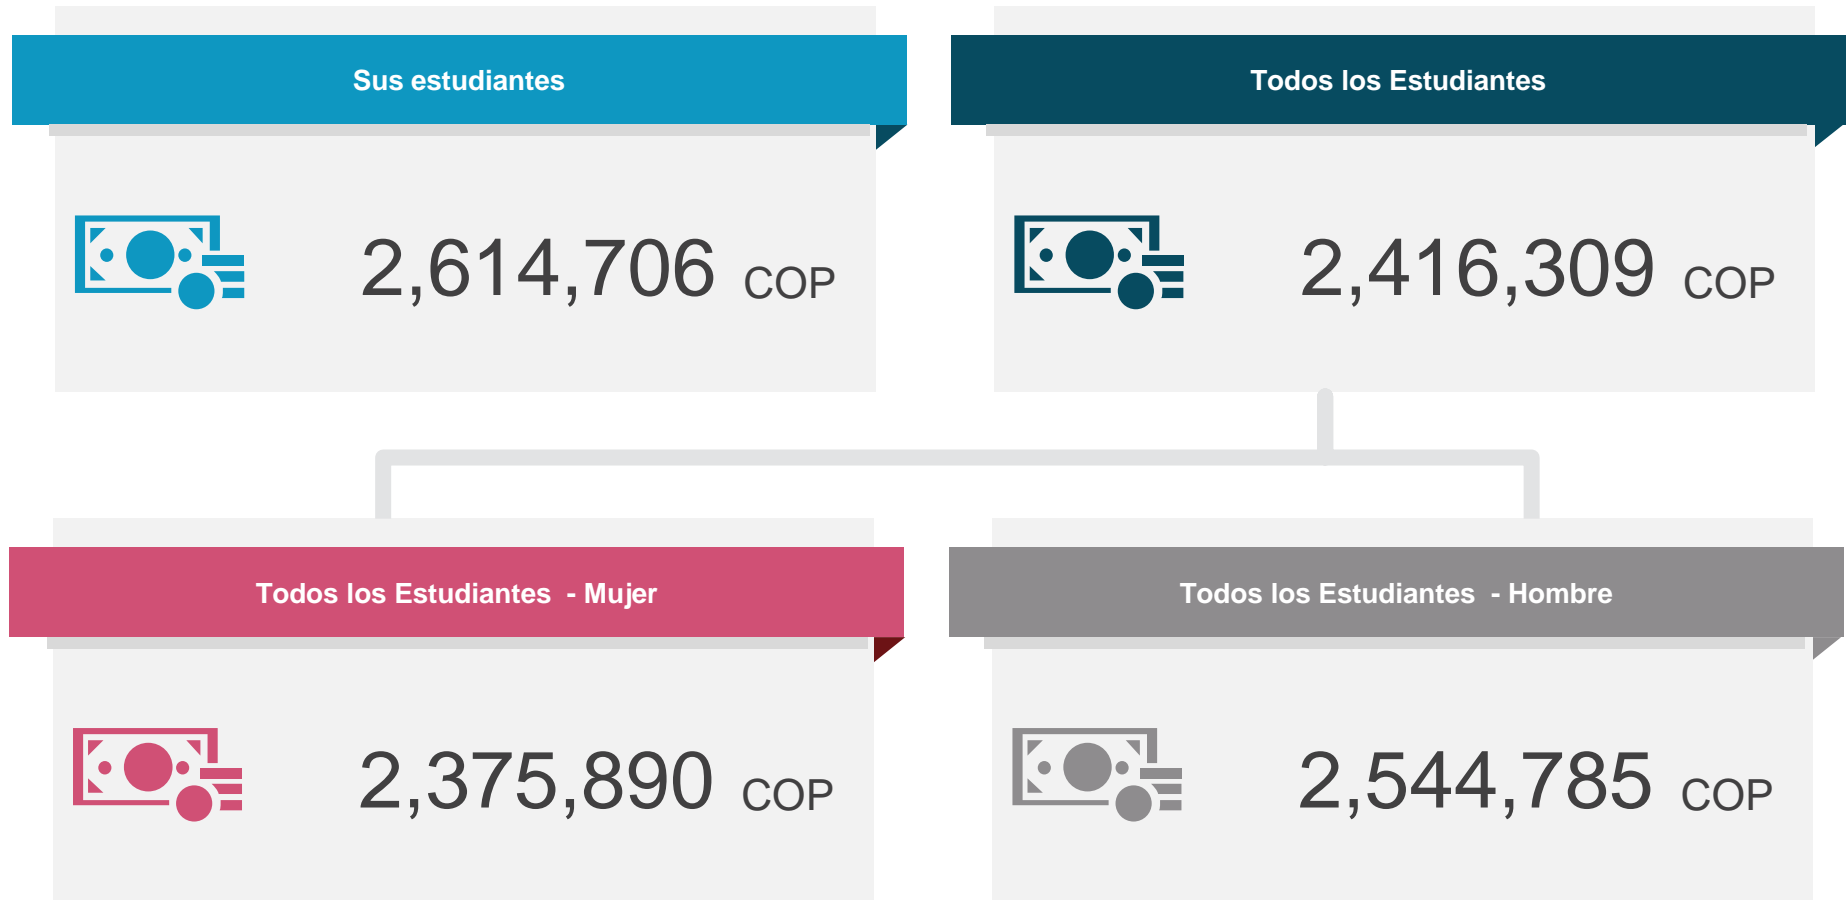 Sus estudiantes
2,614,706 COP
Todos los Estudiantes
2,416,309 COP
Todos los Estudiantes - Mujer
2,375,890 COP
Todos los Estudiantes - Hombre
2,544,785 COP